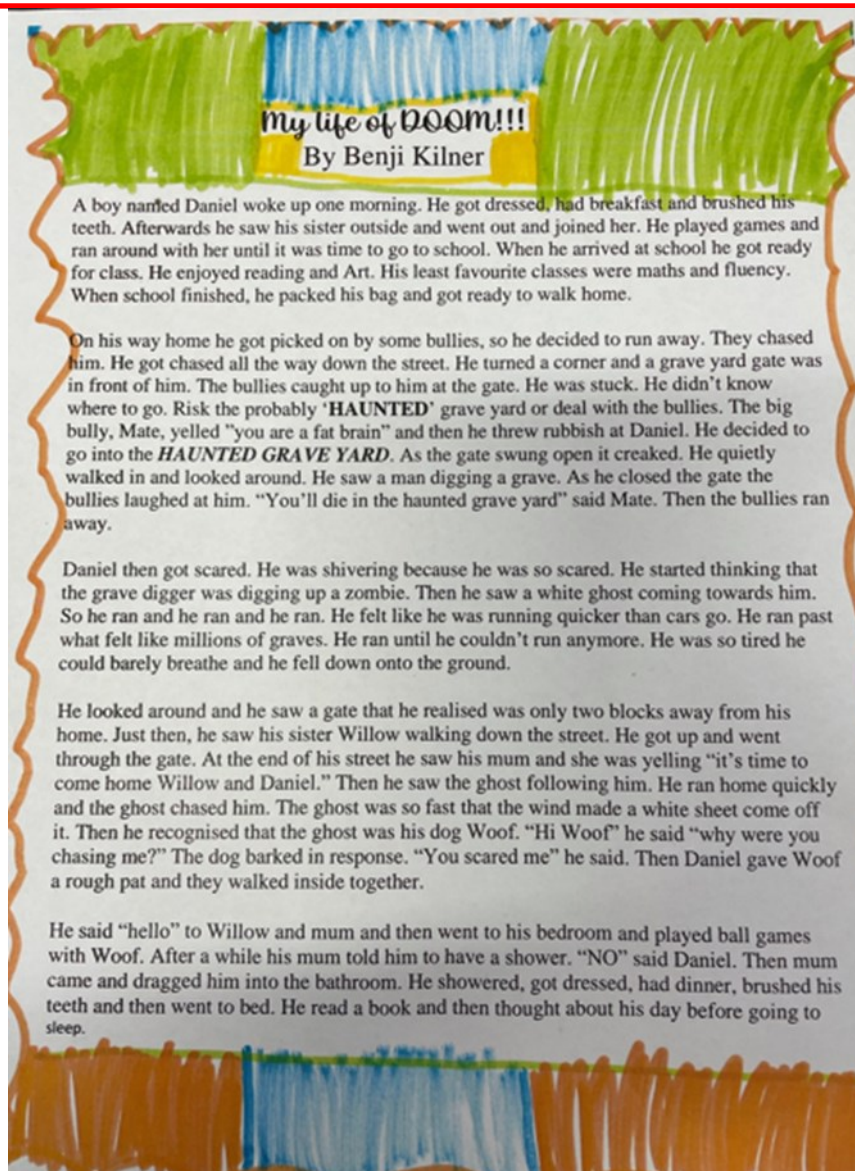 My life of DOOM!!!
By Benji Kilner
A boy named Daniel woke up one morning. He got dressed, had breakfast and brushed his
teeth. Afterwards he saw his sister outside and went out and joined her. He played games and
ran around with her until it was time to go to school. When he arrived at school he got ready
for class. He enjoyed reading and Art. His least favourite classes were maths and fluency.
When school finished, he packed his bag and got ready to walk home.
On his way home he got picked on by some bullies, so he decided to run away. They chased
him. He got chased all the way down the street. He turned a corner and a grave yard gate was
in front of him. The bullies caught up to him at the gate. He was stuck. He didn't know
where to go. Risk the probably ‘HAUNTED’ grave yard or deal with the bullies. The big
bully, Mate, yelled "you are a fat brain" and then he threw rubbish at Daniel. He decided to
go into the HAUNTED GRAVE YARD. As the gate swung open it creaked. He quietly
walked in and looked around. He saw a man digging a grave. As he closed the gate the
bullies laughed at him. “You'll die in the haunted grave yard” said Mate. Then the bullies ran
away.
Daniel then got scared. He was shivering because he was so scared. He started thinking that
the grave digger was digging up a zombie. Then he saw a white ghost coming towards him.
So he ran and he ran and he ran. He felt like he was running quicker than cars go. He ran past
what felt like millions of graves. He ran until he couldn't run anymore. He was so tired he
could barely breathe and he fell down onto the ground.
He looked around and he saw a gate that he realised was only two blocks away from his
home. Just then, he saw his sister Willow walking down the street. He got up and went
through the gate. At the end of his street he saw his mum and she was yelling “it's time to
come home Willow and Daniel.” Then he saw the ghost following him. He ran home quickly
and the ghost chased him. The ghost was so fast that the wind made a white sheet come off
it. Then he recognised that the ghost was his dog Woof. “Hi Woof” he said “why were you
chasing me?” The dog barked in response. “You scared me” he said. Then Daniel gave Woof
a rough pat and they walked inside together.
He said “hello” to Willow and mum and then went to his bedroom and played ball games
with Woof. After a while his mum told him to have a shower. “NO” said Daniel. Then mum
came and dragged him into the bathroom. He showered, got dressed, had dinner, brushed his
teeth and then went to bed. He read a book and then thought about his day before going to
sleep.